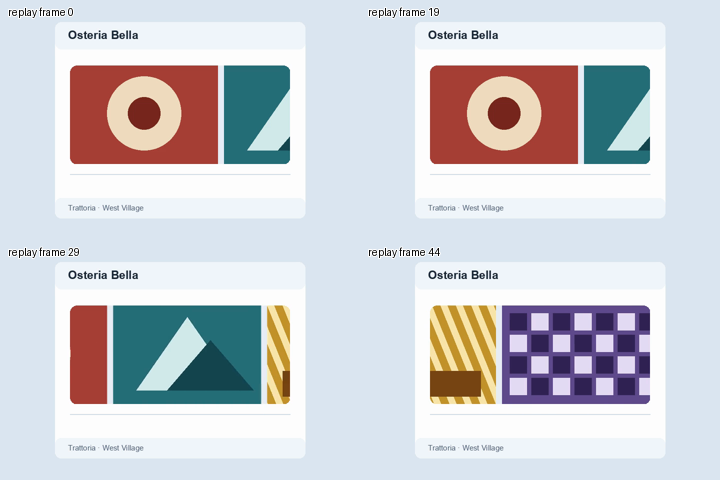 replay frame 0
Osteria Bella
Trattoria · West Village
replay frame 19
Osteria Bella
Trattoria · West Village
replay frame 29
Osteria Bella
Trattoria · West Village
replay frame 44
Osteria Bella
Trattoria · West Village